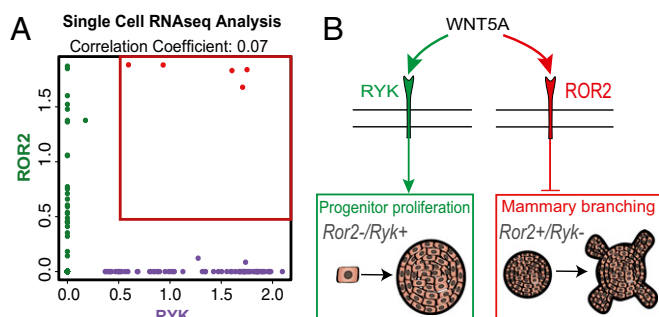 A
Single Cell RNAseq Analysis
Correlation Coefficient: 0.07
ROR2
1.5
1.0
0.5
0.0
0.0 0.5 1.0 1.5 2.0
RYK
B
WNT5A
RYK
ROR2
Progenitor proliferation
Ror2-/Ryk+
Mammary branching
Ror2+/Ryk-